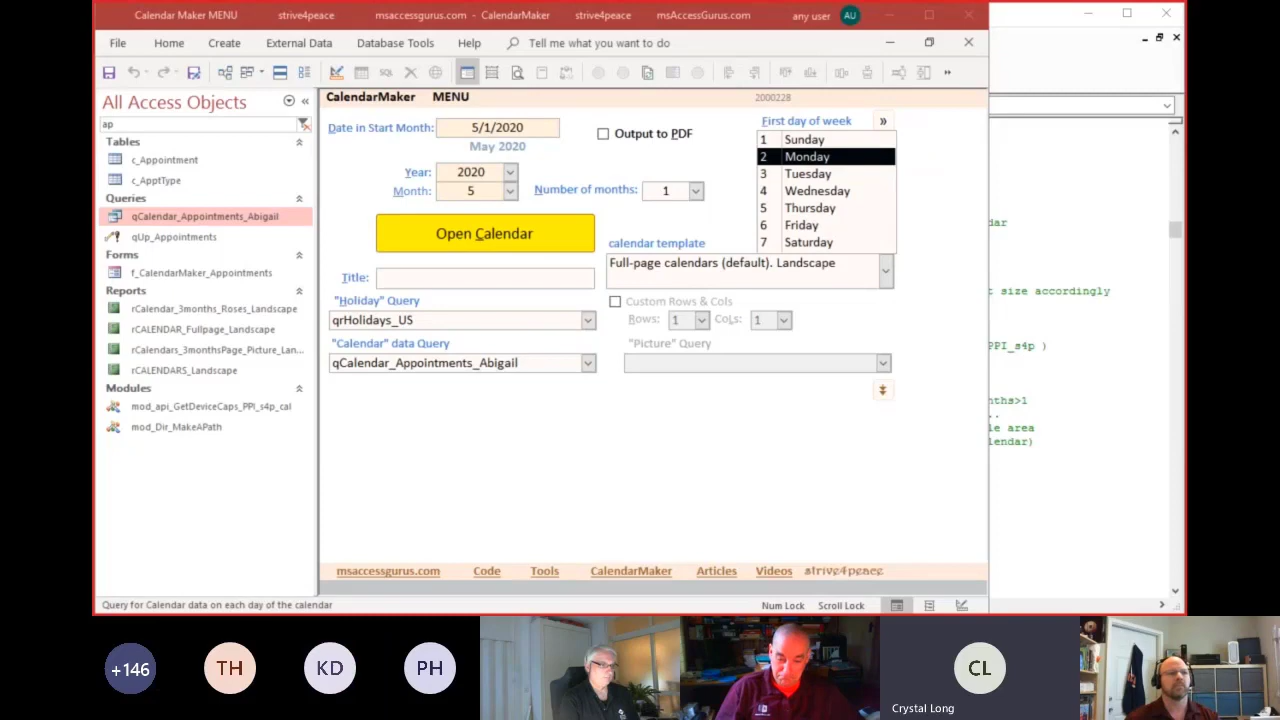 Calendar Maker MENU strive4peace msaccessgurus.com - CalendarMaker strive4peace msAccessGurus.com any user AU
File Home Create External Data Database Tools Help Tell me what you want to do
SQL
All Access Objects
ap
Tables
c_Appointment
c_ApptType
Queries
qCalendar_Appointments_Abigail
qUp_Appointments
Forms
f_CalendarMaker_Appointments
Reports
rCalendar_3months_Roses_Landscape
rCALENDAR_Fullpage_Landscape
rCalendars_3monthsPage_Picture_Lan...
rCALENDARS_Landscape
Modules
mod_api_GetDeviceCaps_PPI_s4p_cal
mod_Dir_MakeAPath
CalendarMaker MENU 2000228
Date in Start Month: 5/1/2020
May 2020
Output to PDF
First day of week »
1 Sunday
2 Monday
3 Tuesday
4 Wednesday
5 Thursday
6 Friday
7 Saturday
Year: 2020
Month: 5
Number of months: 1
Open Calendar
calendar template
Full-page calendars (default). Landscape
Title:
"Holiday" Query
qrHolidays_US
Custom Rows & Cols
Rows: 1 Cols: 1
"Calendar" data Query
qCalendar_Appointments_Abigail
"Picture" Query
msaccessgurus.com Code Tools CalendarMaker Articles Videos strive4peace
dar
t size accordingly
PPI_s4p )
nths>1
..
le area
lendar)
Query for Calendar data on each day of the calendar Num Lock Scroll Lock
+146 TH KD PH CL
Crystal Long